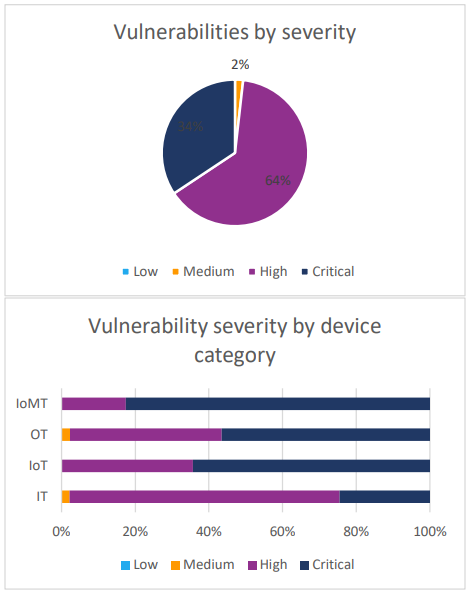 Vulnerabilities by severity
2%
34%
64%
Low Medium High Critical
Vulnerability severity by device
category
IoMT
OT
IoT
IT
0% 20% 40% 60% 80% 100%
Low Medium High Critical